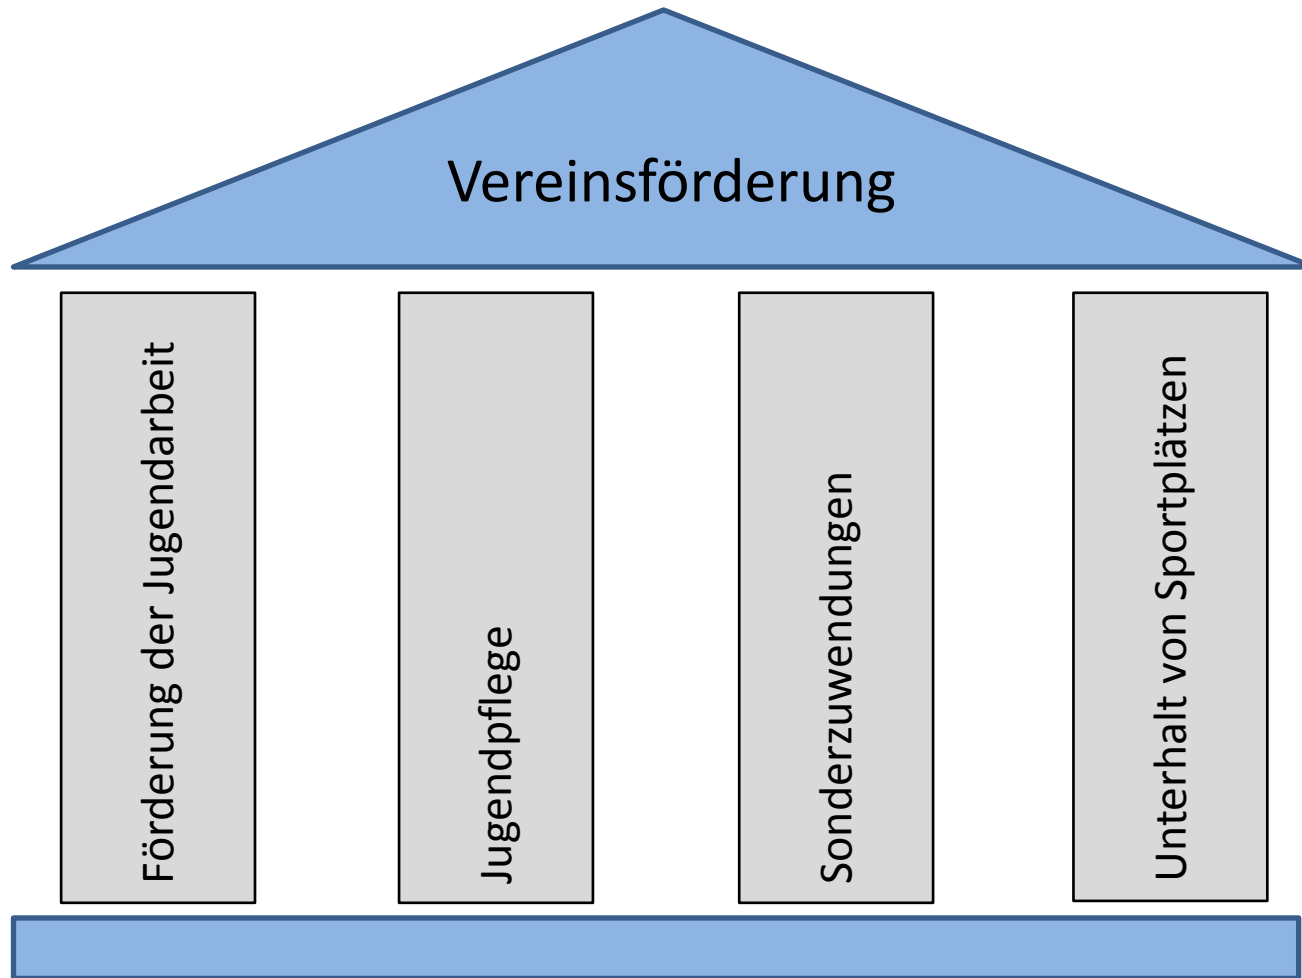 Vereinsförderung
Förderung der Jugendarbeit
Jugendpflege
Sonderzuwendungen
Unterhalt von Sportplätzen